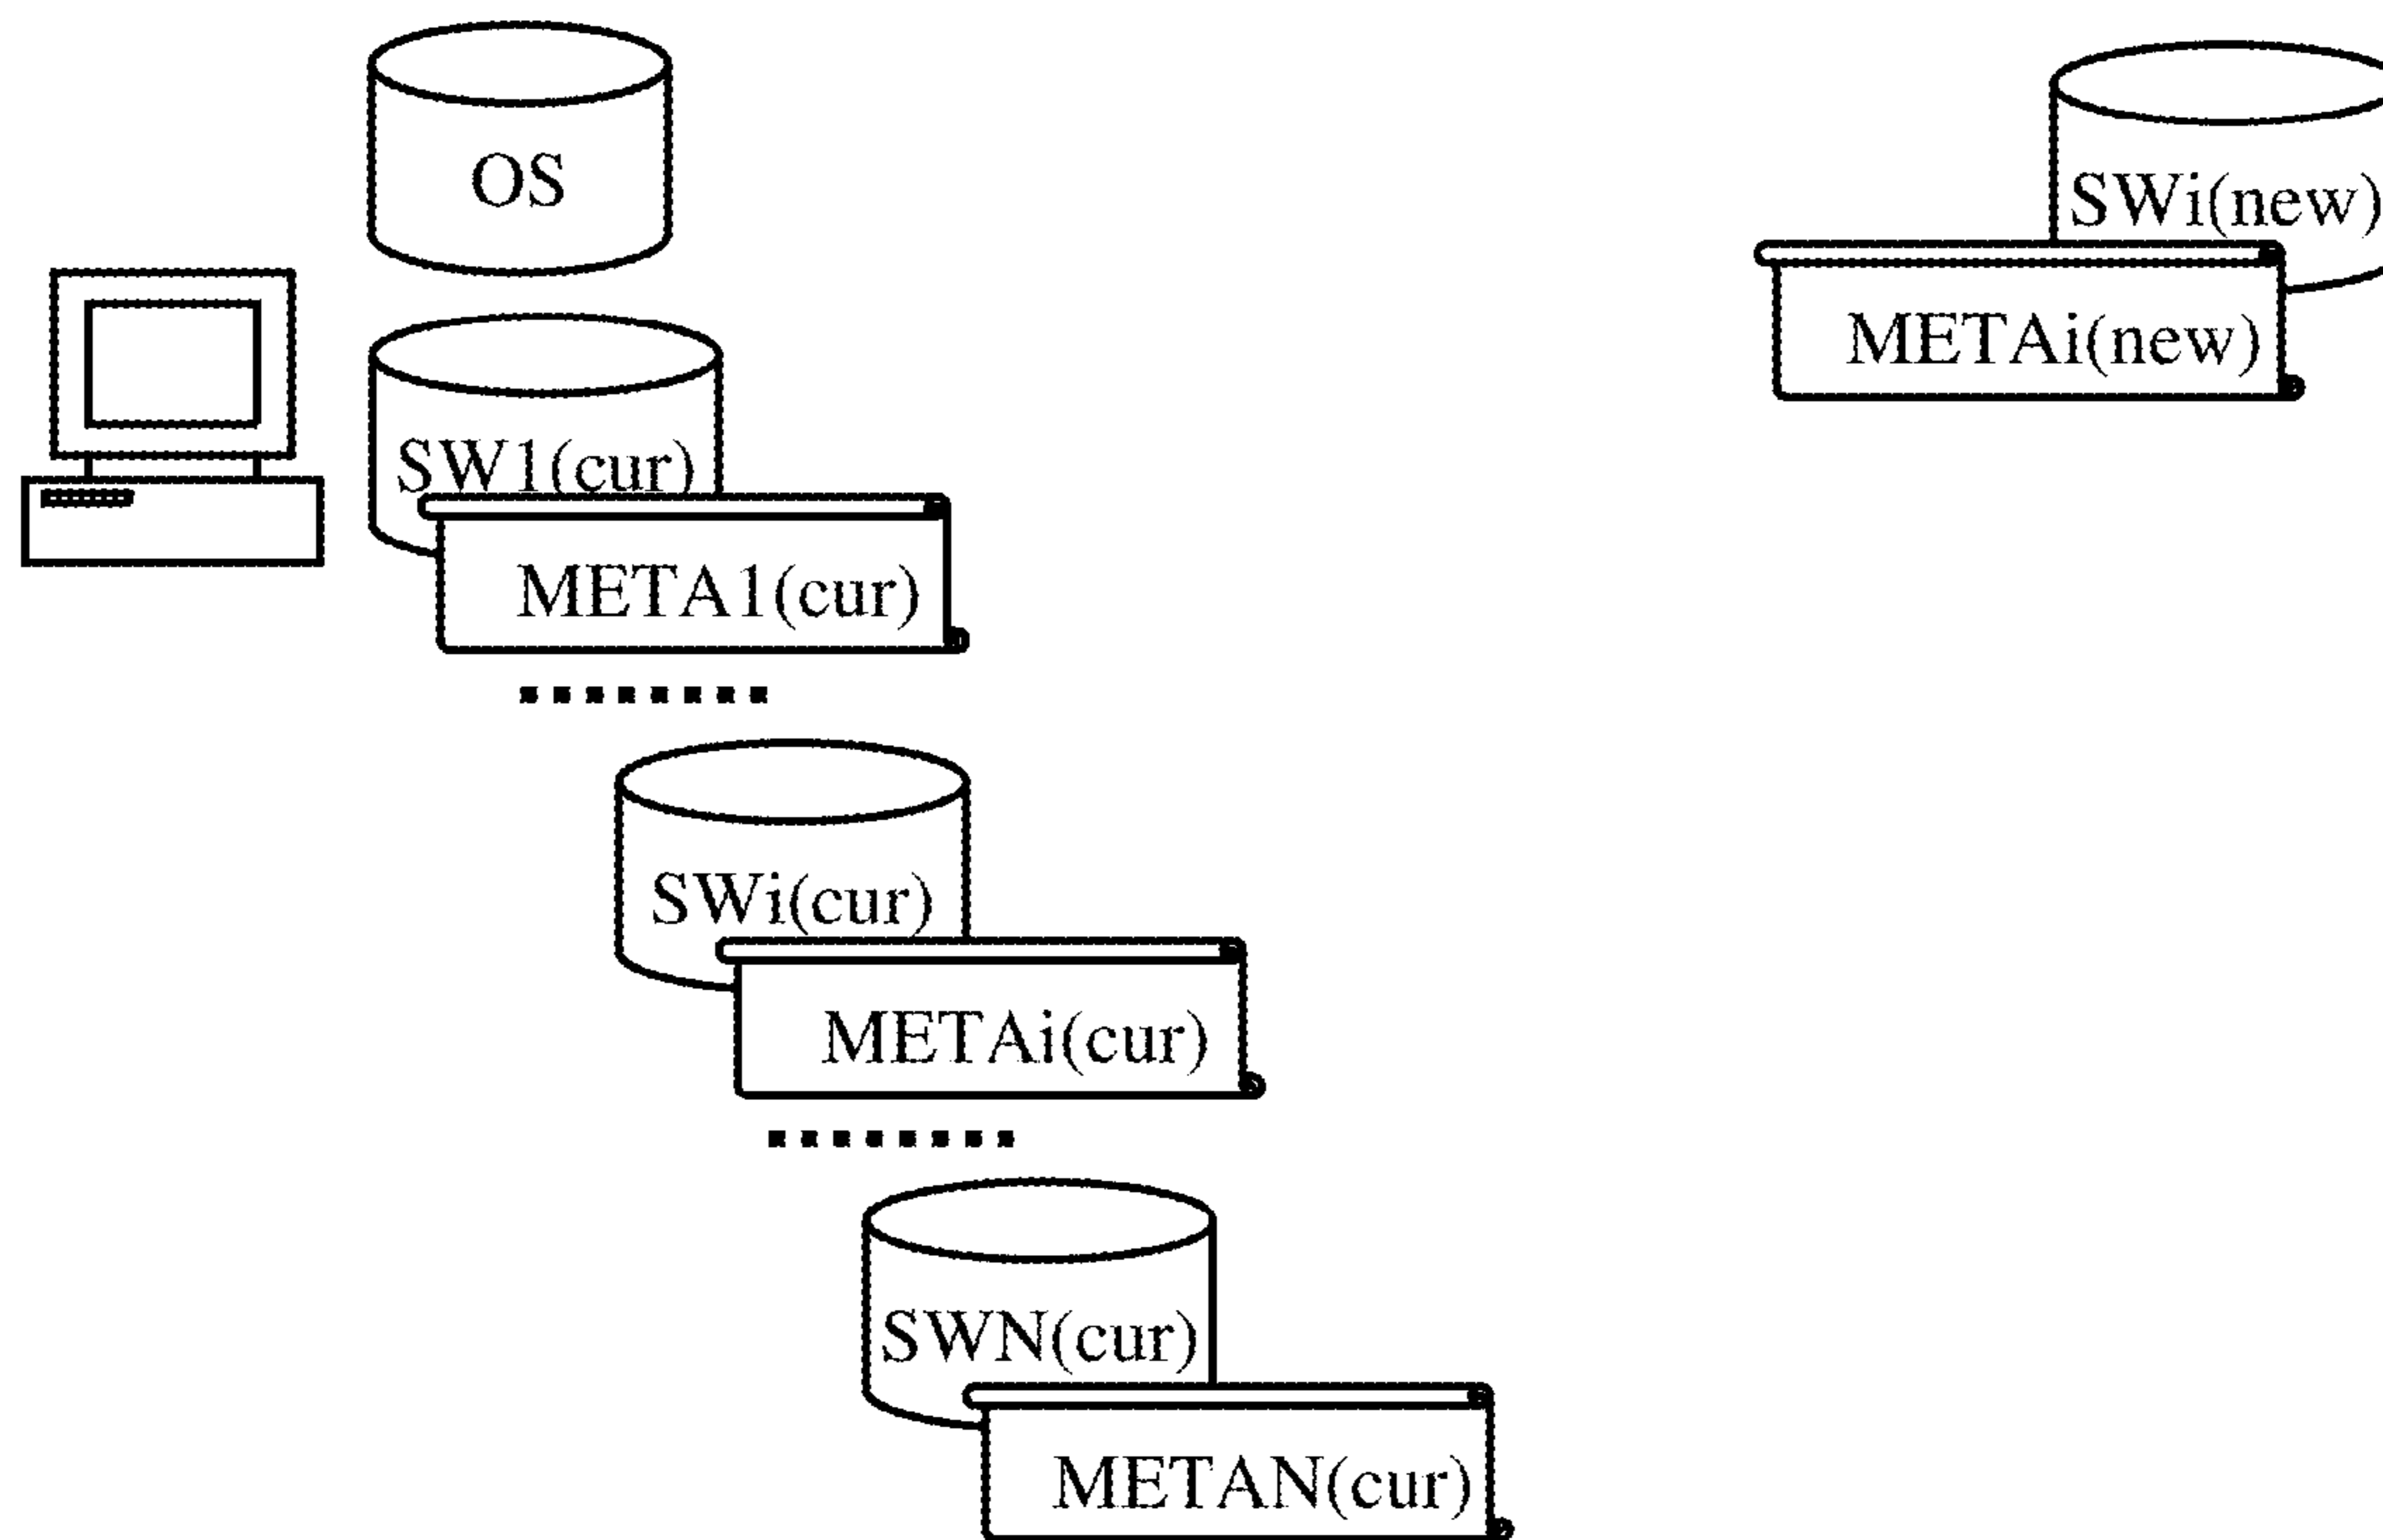 OS
SWi(new)
METAi(new)
SW1(cur)
META1(cur)
SWi(cur)
METAi(cur)
SWN(cur)
METAN(cur)